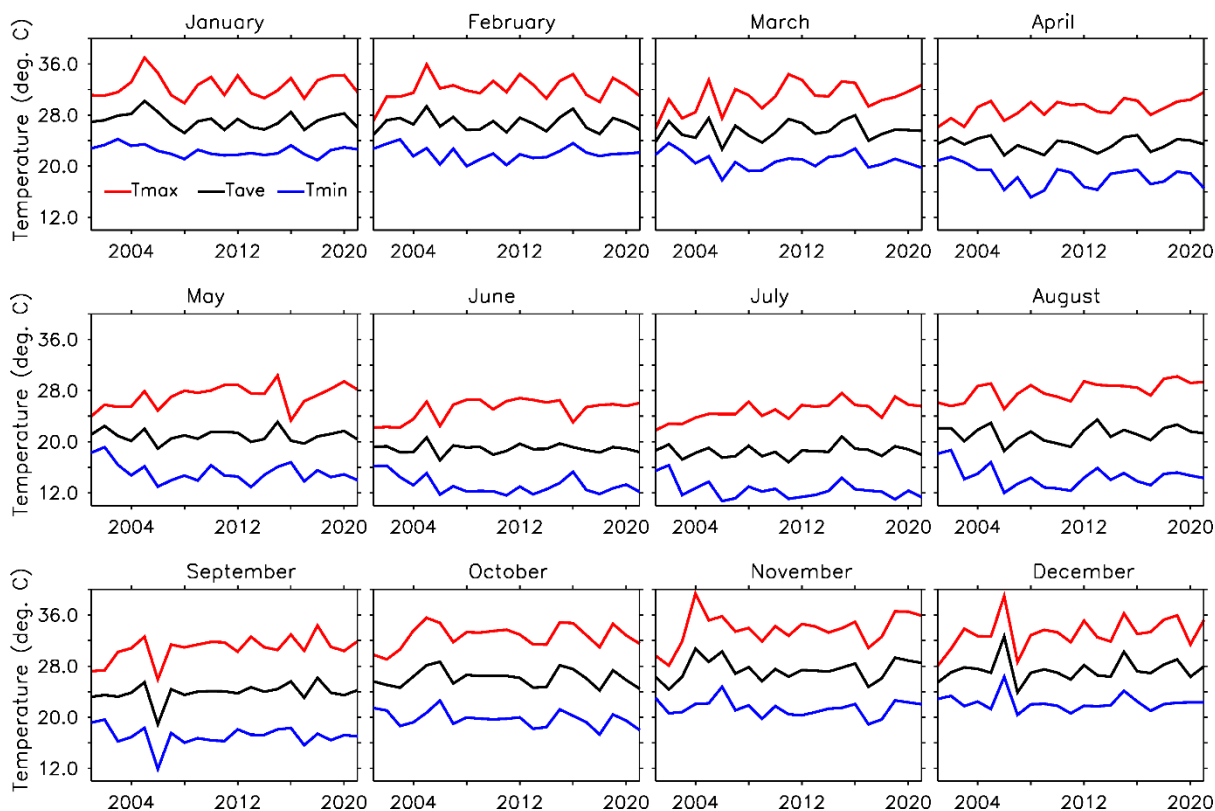 January February March April
Temperature (deg. C)
36.0
28.0
20.0
12.0
Tmax Tave Tmin
2004 2012 2020 2004 2012 2020 2004 2012 2020 2004 2012 2020
May June July August
Temperature (deg. C)
36.0
28.0
20.0
12.0
2004 2012 2020 2004 2012 2020 2004 2012 2020 2004 2012 2020
September October November December
Temperature (deg. C)
36.0
28.0
20.0
12.0
2004 2012 2020 2004 2012 2020 2004 2012 2020 2004 2012 2020